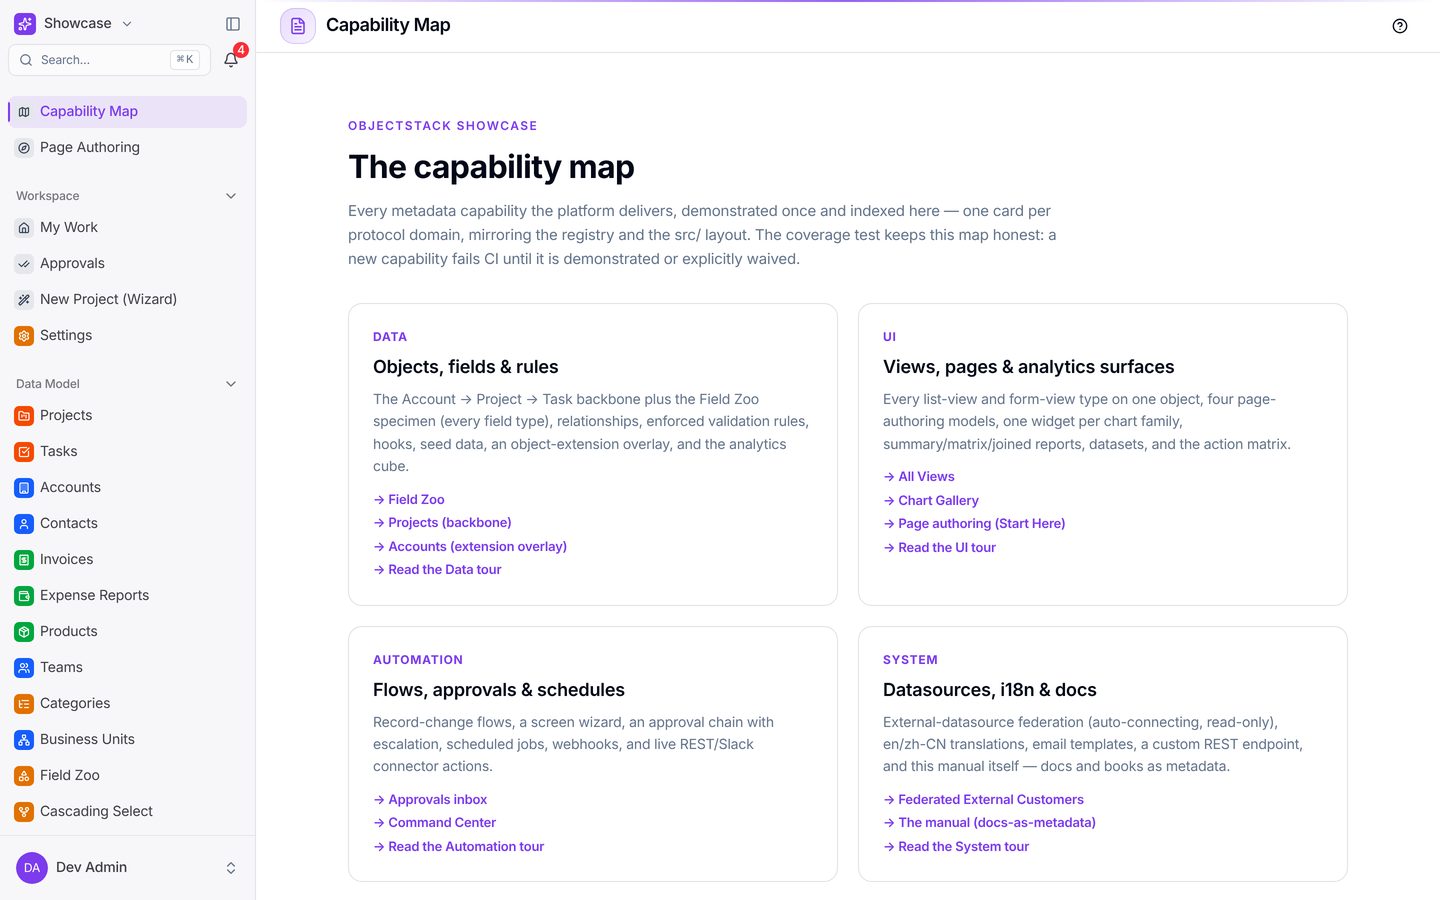 Showcase
Search...
⌘K
4
Capability Map
Page Authoring
Workspace
My Work
Approvals
New Project (Wizard)
Settings
Data Model
Projects
Tasks
Accounts
Contacts
Invoices
Expense Reports
Products
Teams
Categories
Business Units
Field Zoo
Cascading Select
DA
Dev Admin
Capability Map
OBJECTSTACK SHOWCASE
The capability map
Every metadata capability the platform delivers, demonstrated once and indexed here — one card per
protocol domain, mirroring the registry and the src/ layout. The coverage test keeps this map honest: a
new capability fails CI until it is demonstrated or explicitly waived.
DATA
Objects, fields & rules
The Account → Project → Task backbone plus the Field Zoo
specimen (every field type), relationships, enforced validation rules,
hooks, seed data, an object-extension overlay, and the analytics
cube.
→ Field Zoo
→ Projects (backbone)
→ Accounts (extension overlay)
→ Read the Data tour
UI
Views, pages & analytics surfaces
Every list-view and form-view type on one object, four page-
authoring models, one widget per chart family,
summary/matrix/joined reports, datasets, and the action matrix.
→ All Views
→ Chart Gallery
→ Page authoring (Start Here)
→ Read the UI tour
AUTOMATION
Flows, approvals & schedules
Record-change flows, a screen wizard, an approval chain with
escalation, scheduled jobs, webhooks, and live REST/Slack
connector actions.
→ Approvals inbox
→ Command Center
→ Read the Automation tour
SYSTEM
Datasources, i18n & docs
External-datasource federation (auto-connecting, read-only),
en/zh-CN translations, email templates, a custom REST endpoint,
and this manual itself — docs and books as metadata.
→ Federated External Customers
→ The manual (docs-as-metadata)
→ Read the System tour